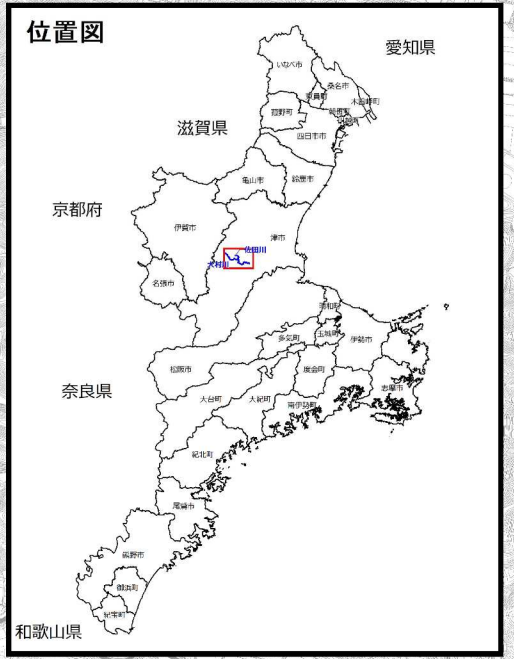 位置図
愛知県
いなべ市
桑名市
東員町
木曽岬町
朝日町
川越町
菰野町
四日市市
滋賀県
亀山市
鈴鹿市
京都府
伊賀市
津市
佐田川
大村川
名張市
明和町
多気町
玉城町
伊勢市
松阪市
度会町
志摩市
奈良県
大台町
大紀町
南伊勢町
紀北町
尾鷲市
熊野市
御浜町
紀宝町
和歌山県